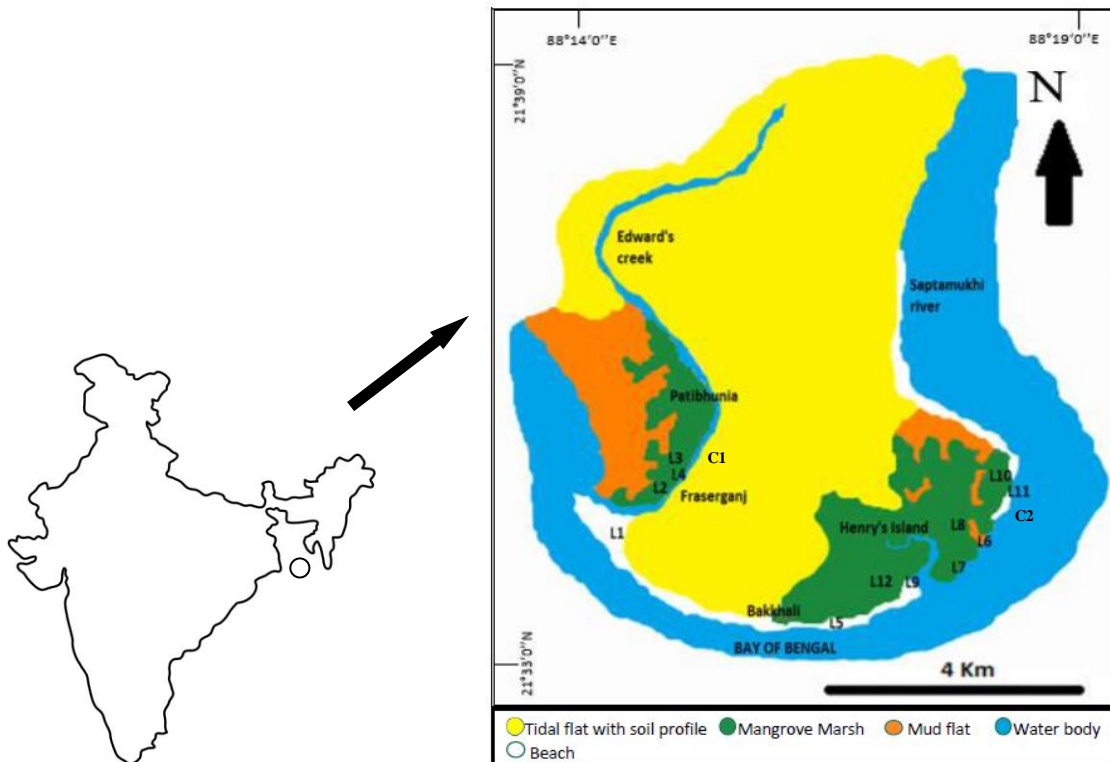 88°14'0''E
88°19'0''E
21°39'0''N
N
Edward's
creek
Saptamukhi
river
Patibhunia
L3
C1
L4
L2
Fraserganj
L10
L11
C2
Henry's Island
L8
L6
L1
L7
L12
L9
Bakkhali
L5
BAY OF BENGAL
21°33'0''N
4 Km
Tidal flat with soil profile
Mangrove Marsh
Mud flat
Water body
Beach